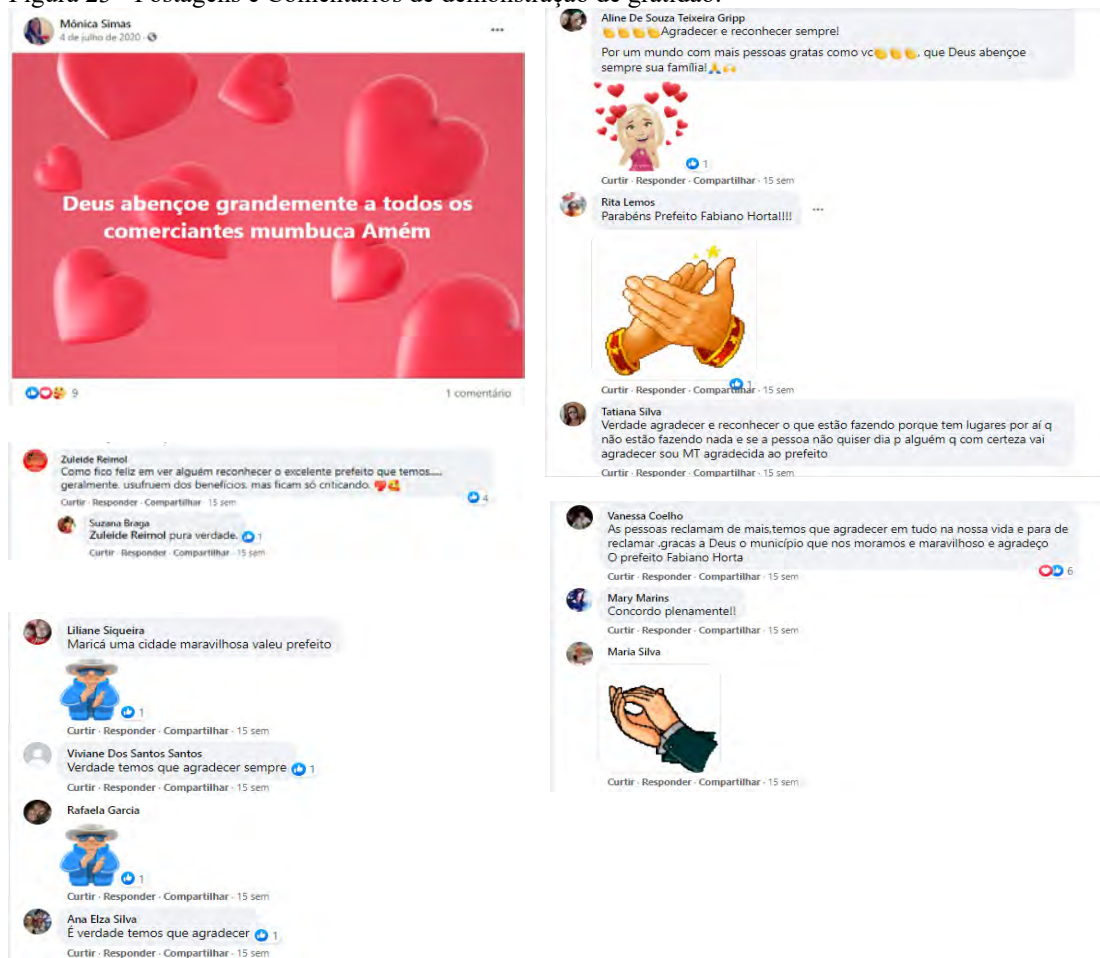 Figura 25 - Postagens e Comentários de demonstração de gratidão.
Mônica Simas
4 de julho de 2020 ·
Deus abençoe grandemente a todos os
comerciantes mumbuca Amém
9
1 comentário
Zuleide Reimol
Como fico feliz em ver alguém reconhecer o excelente prefeito que temos.....
geralmente. usufruem dos benefícios. mas ficam só criticando.
4
Curtir · Responder · Compartilhar · 15 sem
Suzana Braga
Zuleide Reimol pura verdade. 1
Curtir · Responder · Compartilhar · 15 sem
Liliane Siqueira
Maricá uma cidade maravilhosa valeu prefeito
1
Curtir · Responder · Compartilhar · 15 sem
Viviane Dos Santos Santos
Verdade temos que agradecer sempre 1
Curtir · Responder · Compartilhar · 15 sem
Rafaela Garcia
1
Curtir · Responder · Compartilhar · 15 sem
Ana Elza Silva
É verdade temos que agradecer 1
Curtir · Responder · Compartilhar · 15 sem
Aline De Souza Teixeira Gripp
👏👏👏👏Agradecer e reconhecer sempre!
Por um mundo com mais pessoas gratas como vc👏👏👏. que Deus abençoe
sempre sua família!🙏🙌
1
Curtir · Responder · Compartilhar · 15 sem
Rita Lemos
Parabéns Prefeito Fabiano Horta!!!!
1
Curtir · Responder · Compartilhar · 15 sem
Tatiana Silva
Verdade agradecer e reconhecer o que estão fazendo porque tem lugares por aí q
não estão fazendo nada e se a pessoa não quiser dia p alguém q com certeza vai
agradecer sou MT agradecida ao prefeito
Curtir · Responder · Compartilhar · 15 sem
Vanessa Coelho
As pessoas reclamam de mais,temos que agradecer em tudo na nossa vida e para de
reclamar .gracas a Deus o município que nos moramos e maravilhoso e agradeço
O prefeito Fabiano Horta
6
Curtir · Responder · Compartilhar · 15 sem
Mary Marins
Concordo plenamente!!
Curtir · Responder · Compartilhar · 15 sem
Maria Silva
Curtir · Responder · Compartilhar · 15 sem